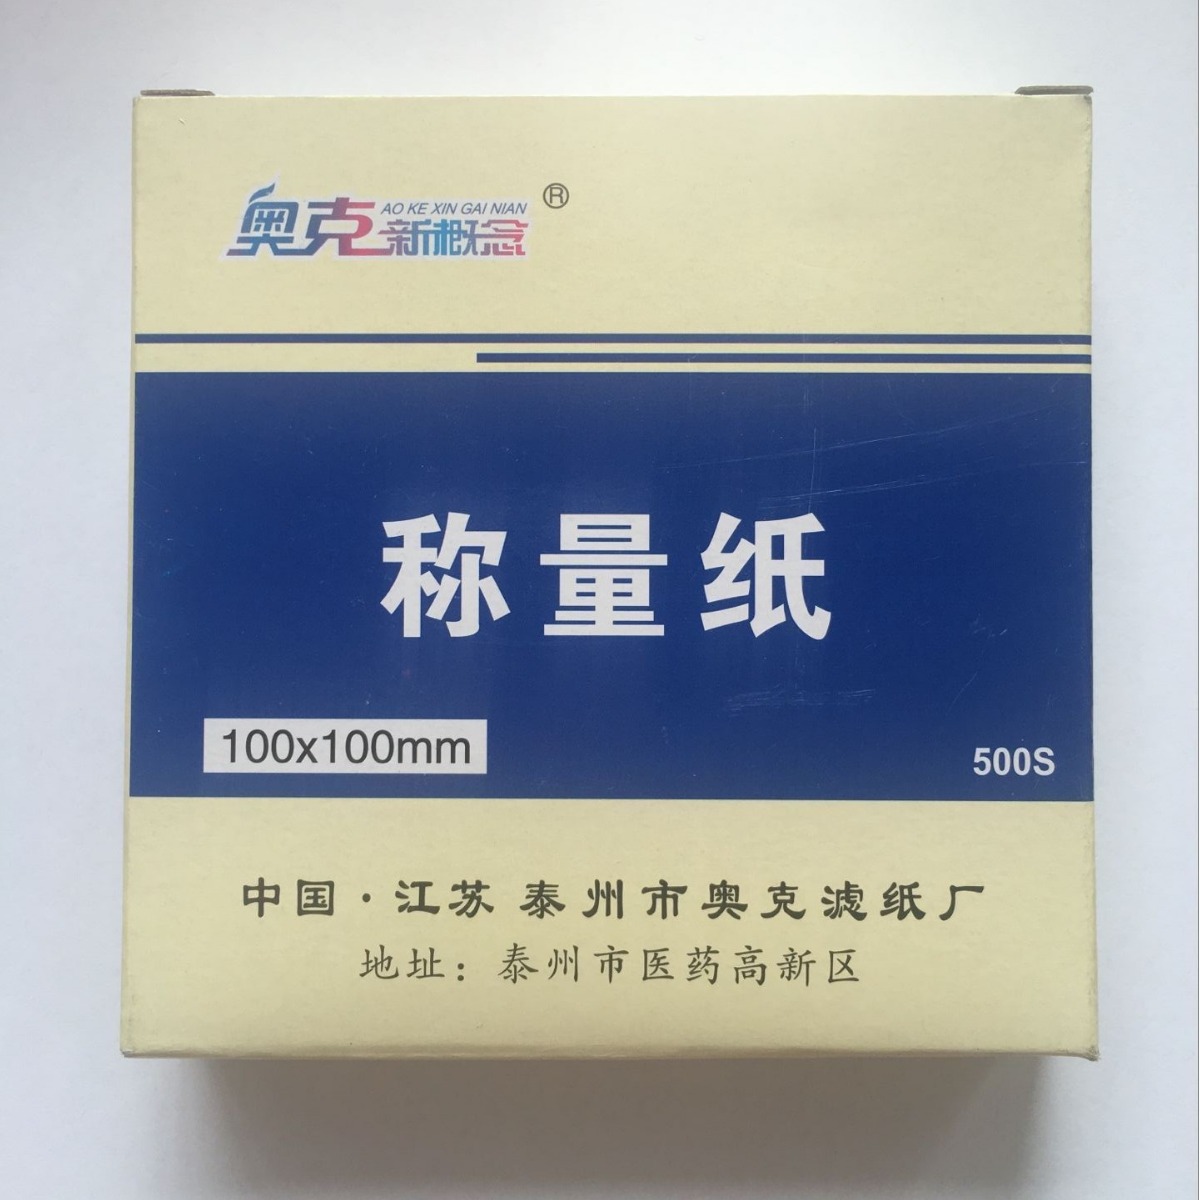 奥克新概念 AO KE XIN GAI NIAN ®
称量纸
100x100mm
500S
中国·江苏 泰州市奥克滤纸厂
地址：泰州市医药高新区